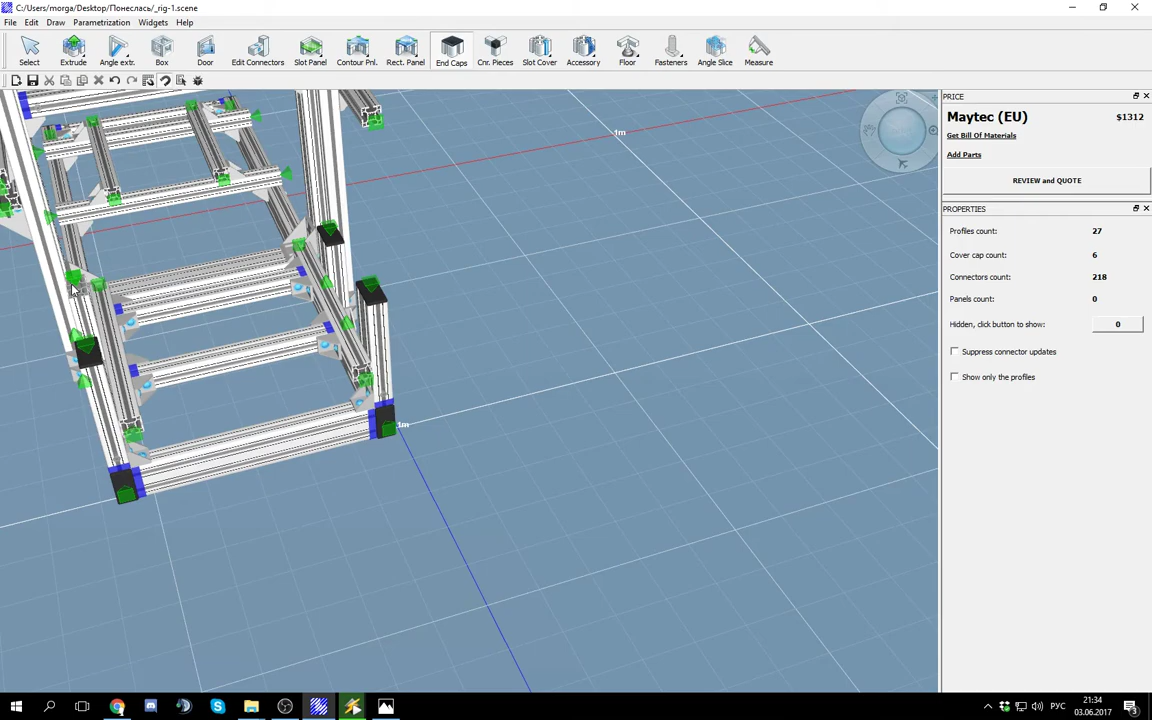 C:/Users/morga/Desktop/Понеслась/_rig-1.scene
File Edit Draw Parametrization Widgets Help
Select Extrude Angle extr. Box Door Edit Connectors Slot Panel Contour Pnl. Rect. Panel End Caps Cnr. Pieces Slot Cover Accessory Floor Fasteners Angle Slice Measure
PRICE
Maytec (EU) $1312
Get Bill Of Materials
Add Parts
REVIEW and QUOTE
PROPERTIES
Profiles count: 27
Cover cap count: 6
Connectors count: 218
Panels count: 0
Hidden, click button to show: 0
Suppress connector updates
Show only the profiles
1m
1m
РУС
21:34
03.06.2017
3